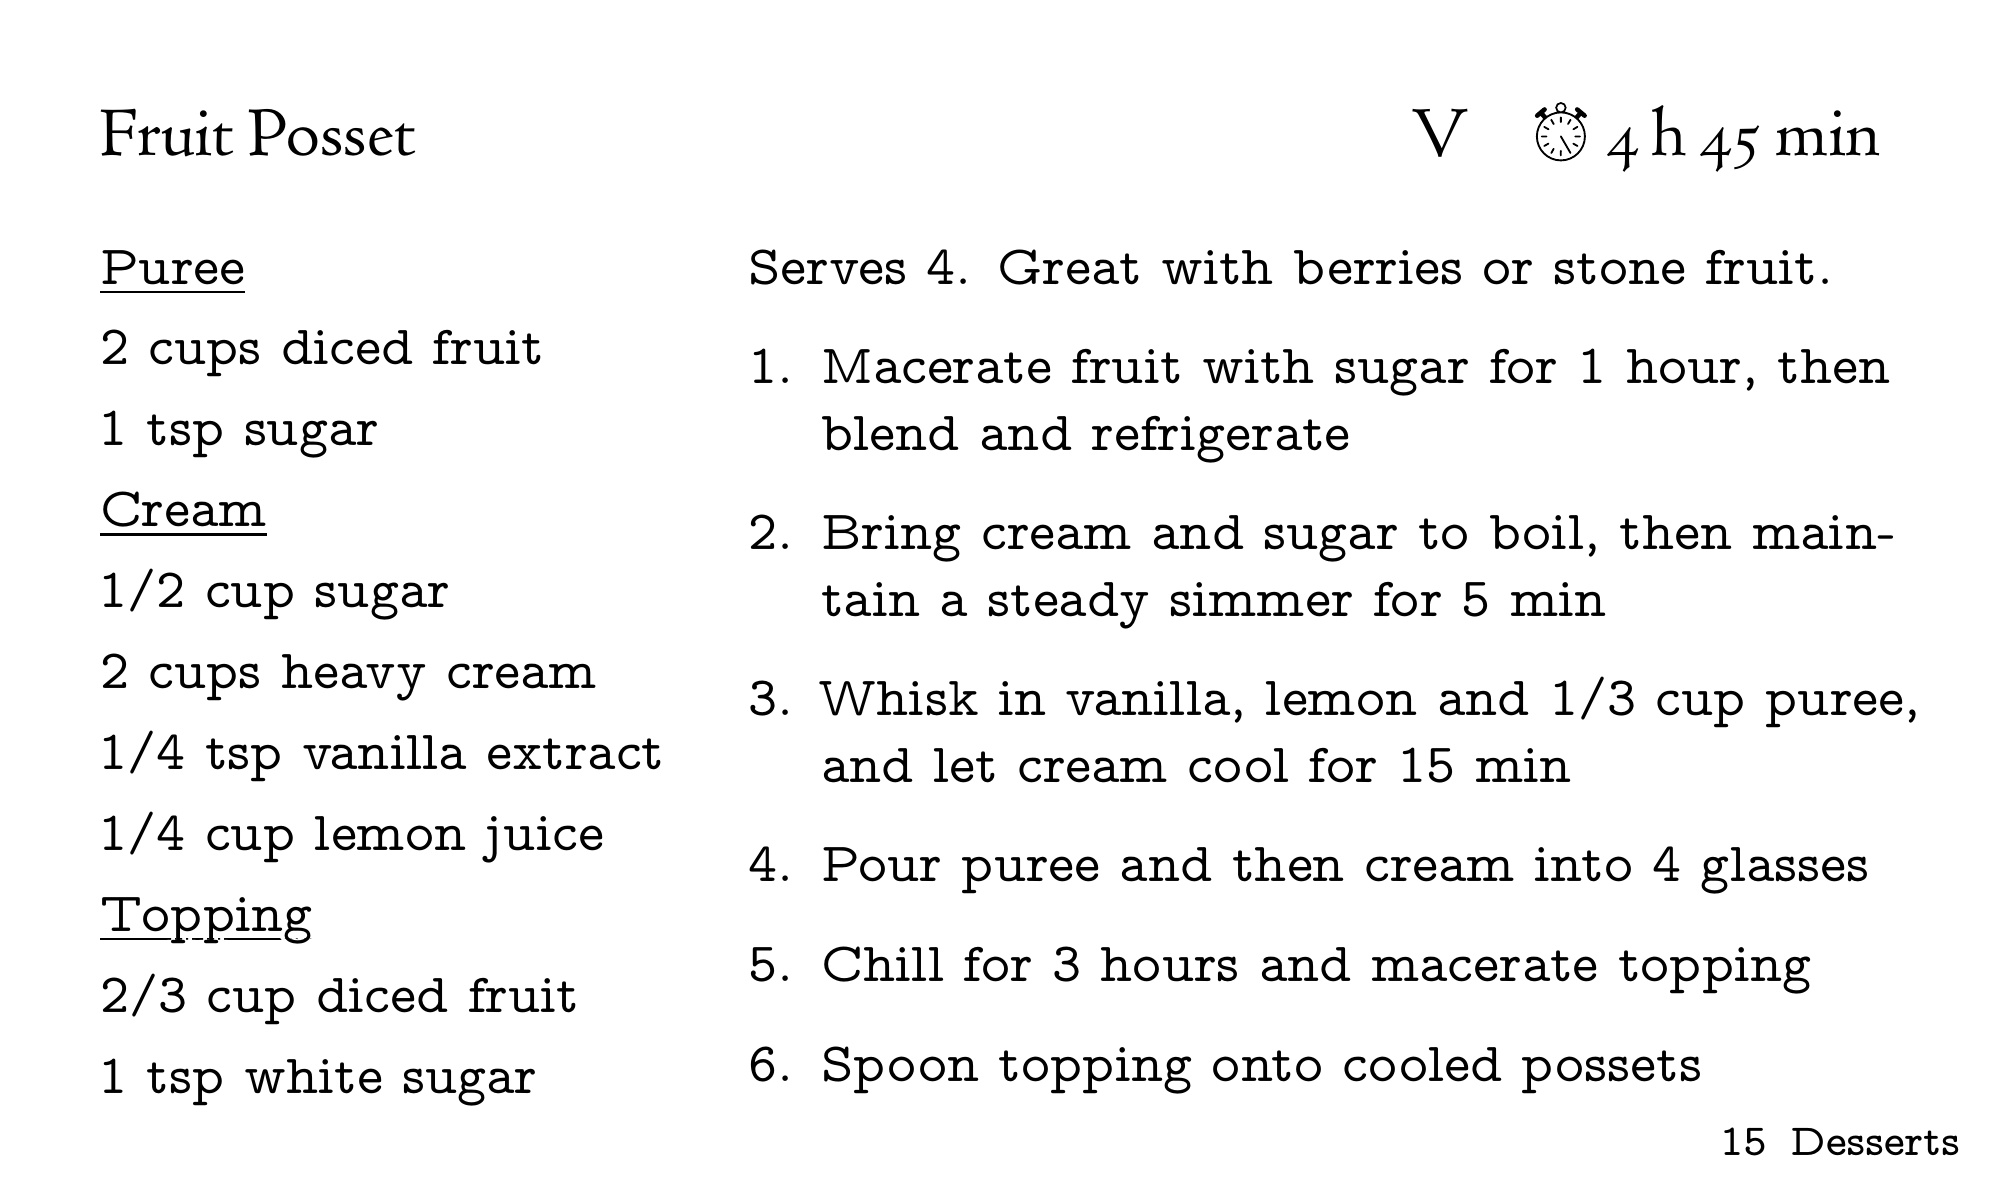 Fruit Posset
V 4 h 45 min
Puree
2 cups diced fruit
1 tsp sugar
Cream
1/2 cup sugar
2 cups heavy cream
1/4 tsp vanilla extract
1/4 cup lemon juice
Topping
2/3 cup diced fruit
1 tsp white sugar
Serves 4. Great with berries or stone fruit.
1. Macerate fruit with sugar for 1 hour, then
blend and refrigerate
2. Bring cream and sugar to boil, then main-
tain a steady simmer for 5 min
3. Whisk in vanilla, lemon and 1/3 cup puree,
and let cream cool for 15 min
4. Pour puree and then cream into 4 glasses
5. Chill for 3 hours and macerate topping
6. Spoon topping onto cooled possets
15 Desserts